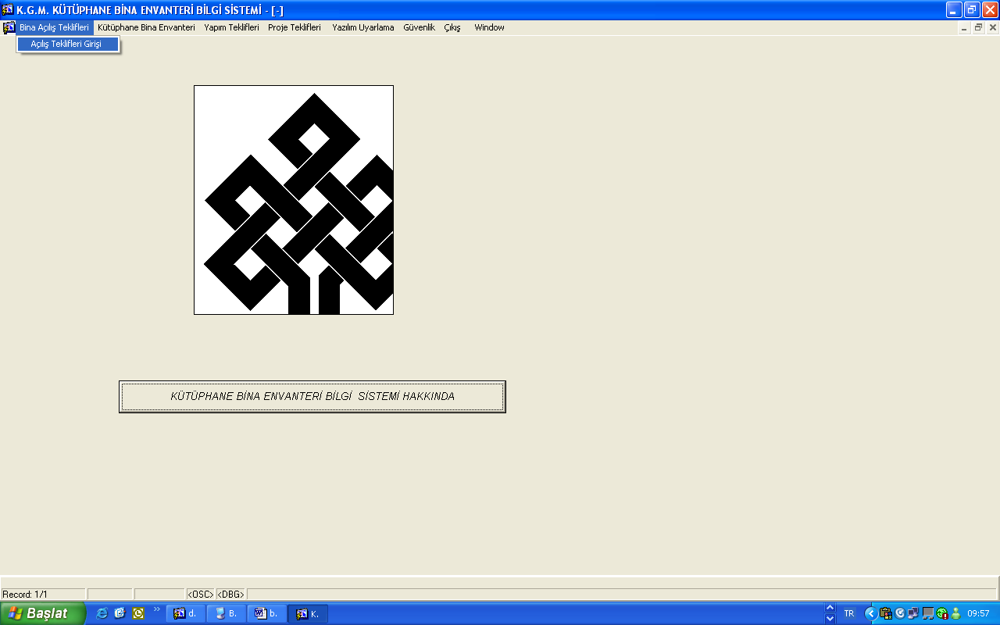 K.G.M. KÜTÜPHANE BİNA ENVANTERİ BİLGİ SİSTEMİ - [-]
Bina Açılış Teklifleri Kütüphane Bina Envanteri Yapım Teklifleri Proje Teklifleri Yazılım Uyarlama Güvenlik Çıkış Window
Açılış Teklifleri Girişi
KÜTÜPHANE BİNA ENVANTERİ BİLGİ SİSTEMİ HAKKINDA
Record: 1/1 <OSC> <DBG>
Başlat d. B. b. K. TR 09:57